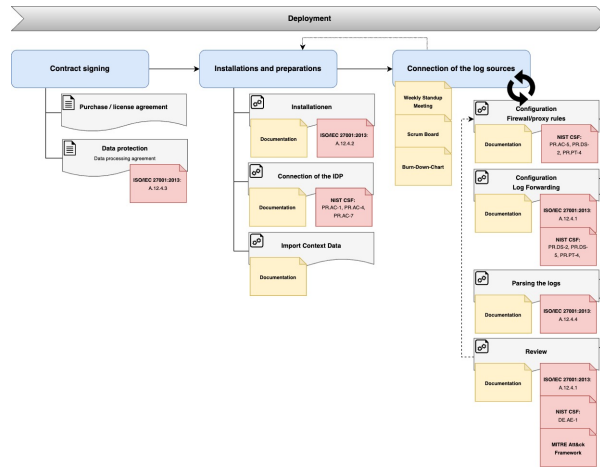 Deployment
Contract signing
Installations and preparations
Connection of the log sources
Purchase / license agreement
Data protection
Data processing agreement
ISO/IEC 27001:2013:
A.12.4.3
Installationen
Documentation
ISO/IEC 27001:2013:
A.12.4.2
Connection of the IDP
Documentation
NIST CSF:
PR.AC-1, PR.AC-4,
PR.AC-7
Import Context Data
Documentation
Weekly Standup
Meeting
Scrum Board
Burn-Down-Chart
Configuration
Firewall/proxy rules
Documentation
NIST CSF:
PR.AC-5, PR.DS-
2, PR.PT-4
Configuration
Log Forwarding
Documentation
ISO/IEC 27001:2013:
A.12.4.1
NIST CSF:
PR.DS-2, PR.DS-
5, PR.PT-4,
Parsing the logs
Documentation
ISO/IEC 27001:2013:
A.12.4.4
Review
Documentation
ISO/IEC 27001:2013:
A.12.4.1
NIST CSF:
DE.AE-1
MITRE Att&ck
Framework